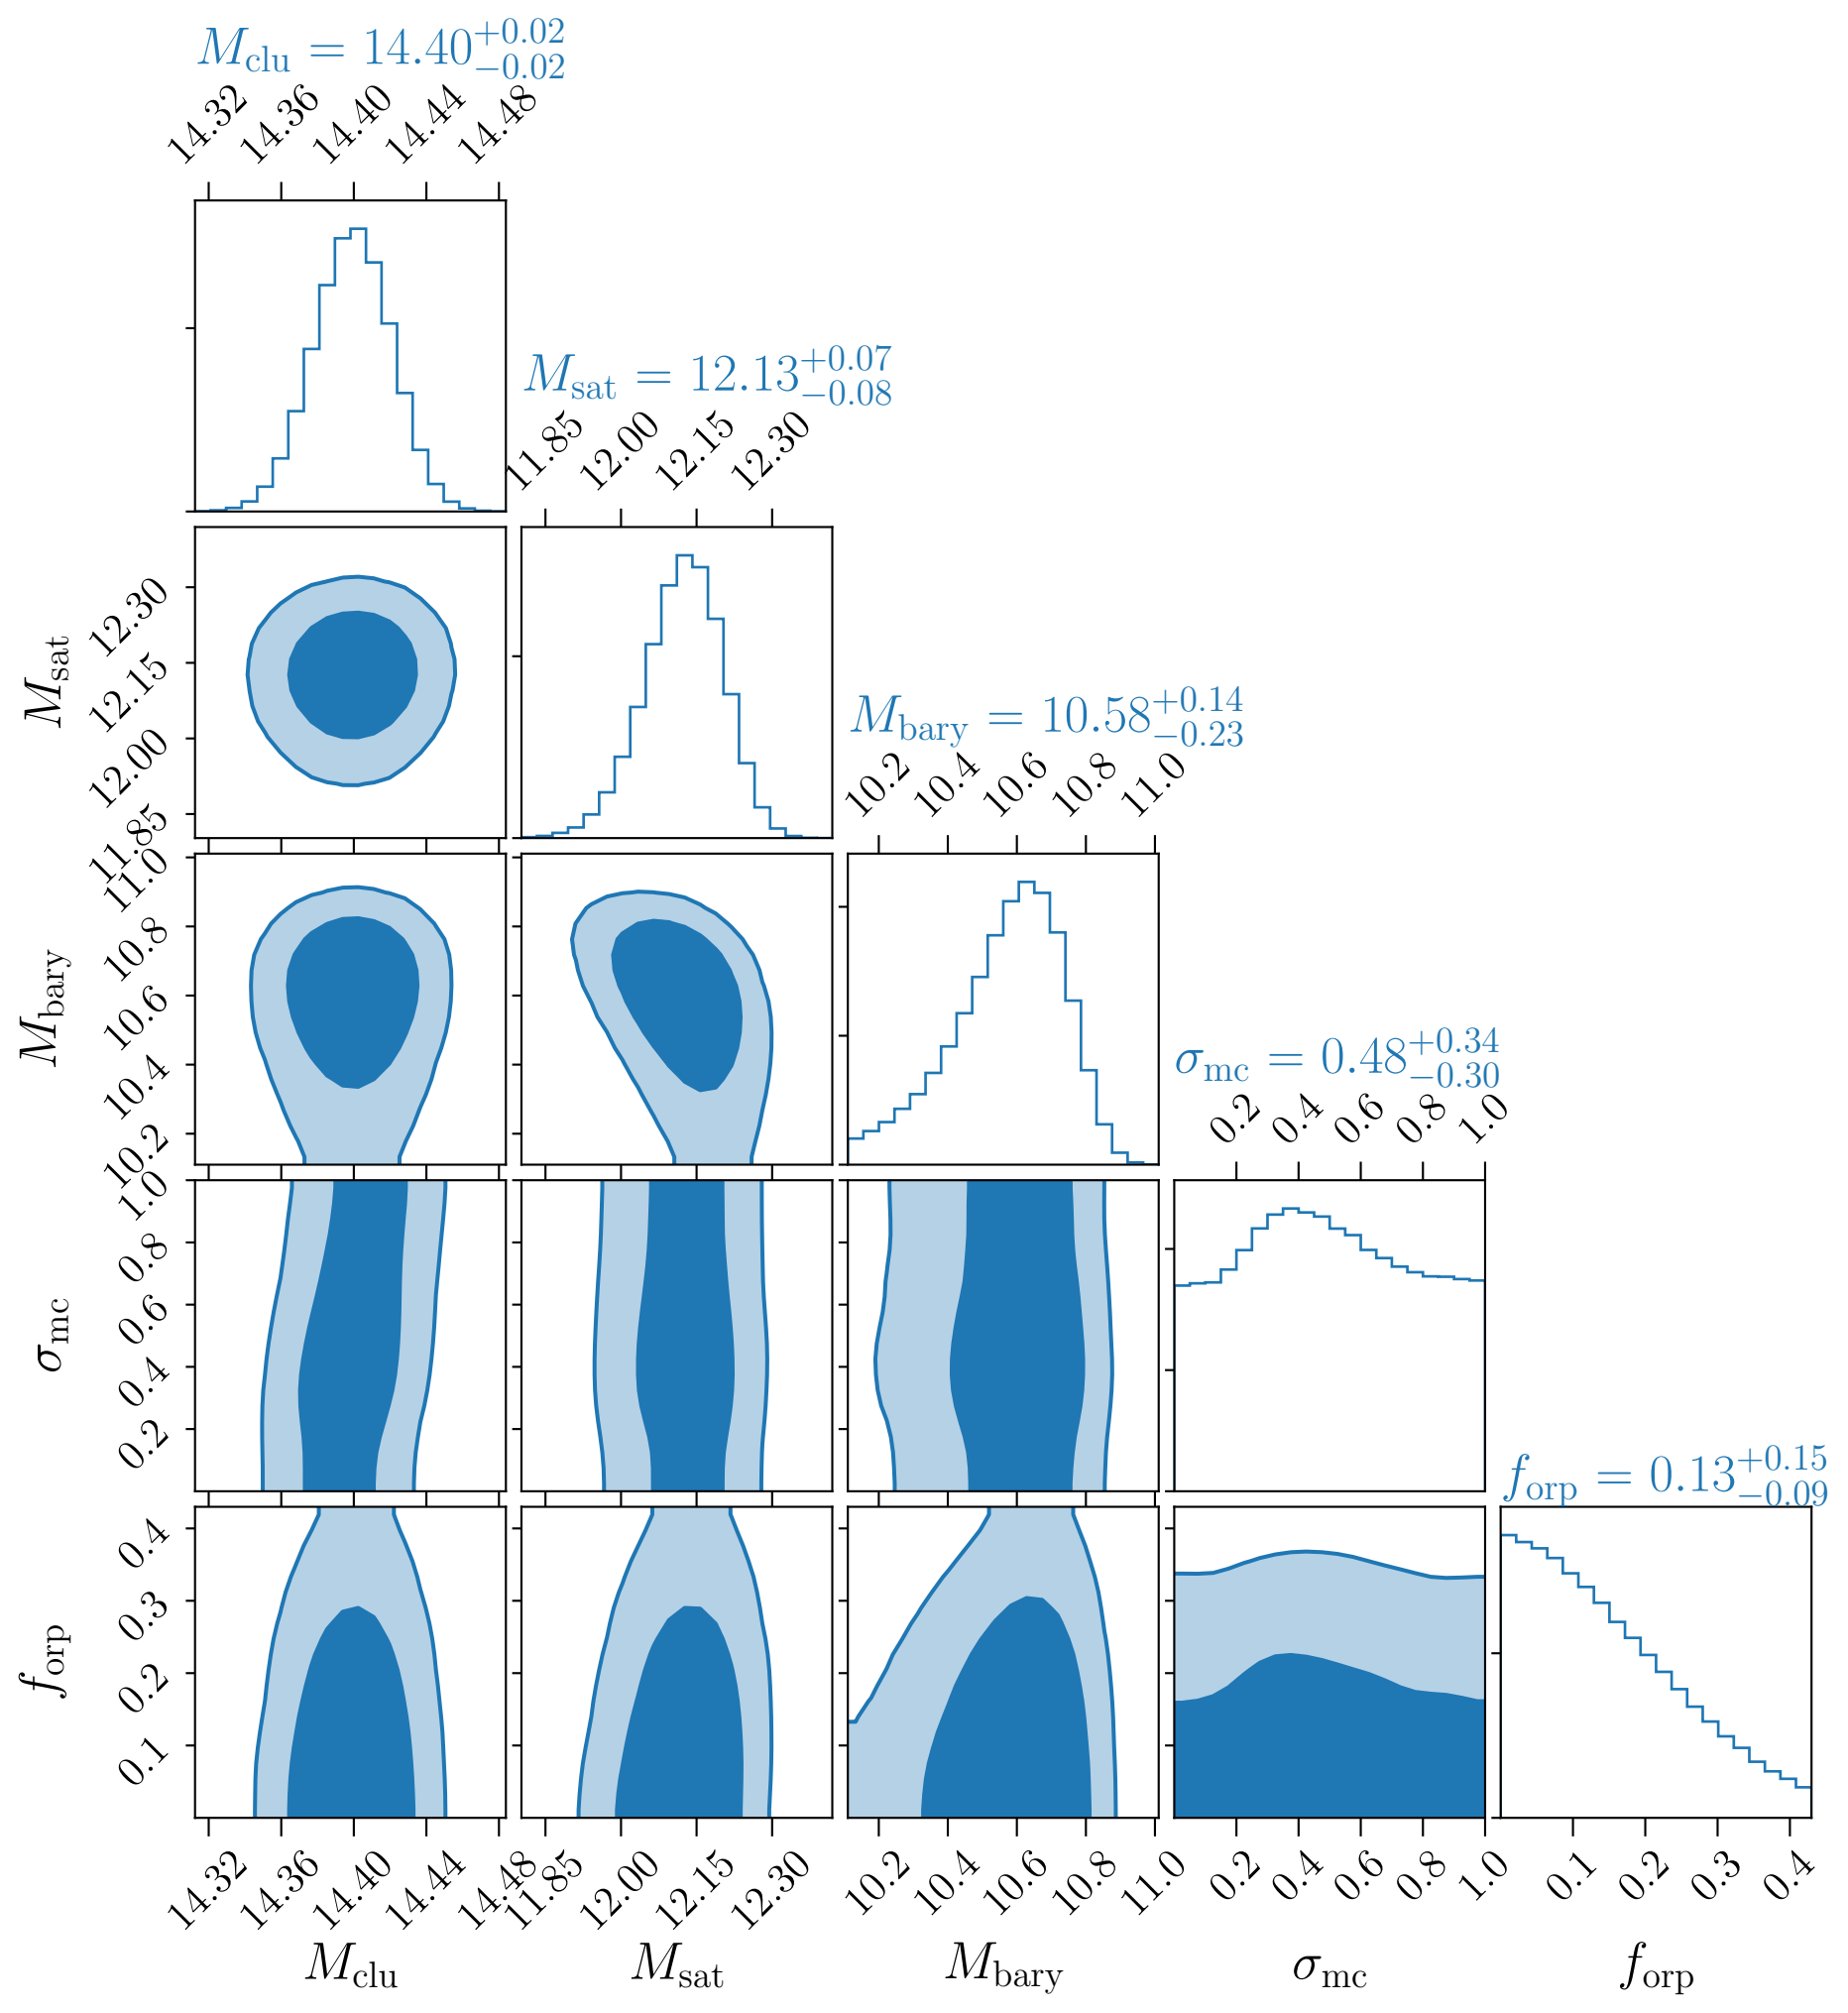 M_clu = 14.40^{+0.02}_{−0.02}
14.32 14.36 14.40 14.44 14.48
M_sat = 12.13^{+0.07}_{−0.08}
11.85 12.00 12.15 12.30
M_sat
12.30
12.15
12.00
11.85
M_bary = 10.58^{+0.14}_{−0.23}
10.2 10.4 10.6 10.8 11.0
M_bary
11.0
10.8
10.6
10.4
10.2
σ_mc = 0.48^{+0.34}_{−0.30}
0.2 0.4 0.6 0.8 1.0
σ_mc
1.0
0.8
0.6
0.4
0.2
f_orp = 0.13^{+0.15}_{−0.09}
f_orp
0.4
0.3
0.2
0.1
14.32 14.36 14.40 14.44 14.48 11.85 12.00 12.15 12.30 10.2 10.4 10.6 10.8 11.0 0.2 0.4 0.6 0.8 1.0 0.1 0.2 0.3 0.4
M_clu M_sat M_bary σ_mc f_orp